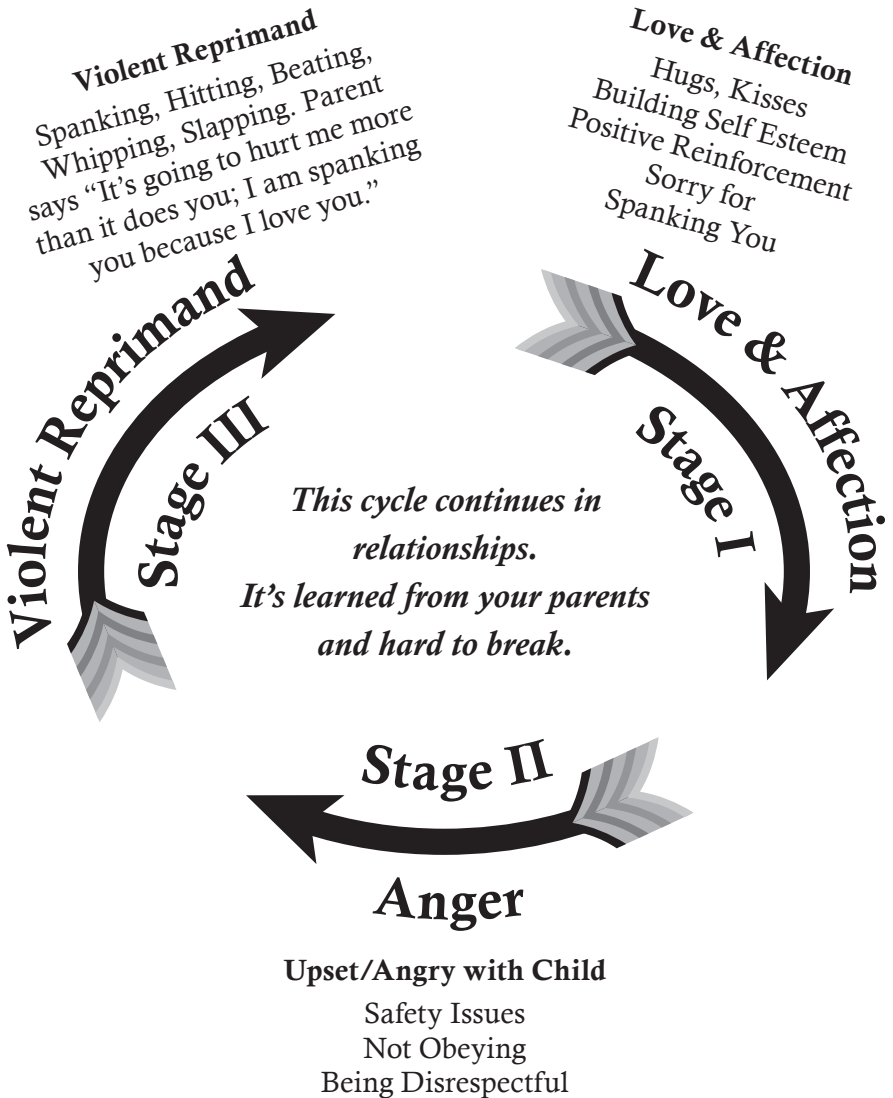 Violent Reprimand
Spanking, Hitting, Beating,
Whipping, Slapping. Parent
says “It’s going to hurt me more
than it does you; I am spanking
you because I love you.”
Love & Affection
Hugs, Kisses
Building Self Esteem
Positive Reinforcement
Sorry for
Spanking You
Violent Reprimand
Stage III
Love & Affection
Stage I
This cycle continues in
relationships.
It’s learned from your parents
and hard to break.
Stage II
Anger
Upset/Angry with Child
Safety Issues
Not Obeying
Being Disrespectful